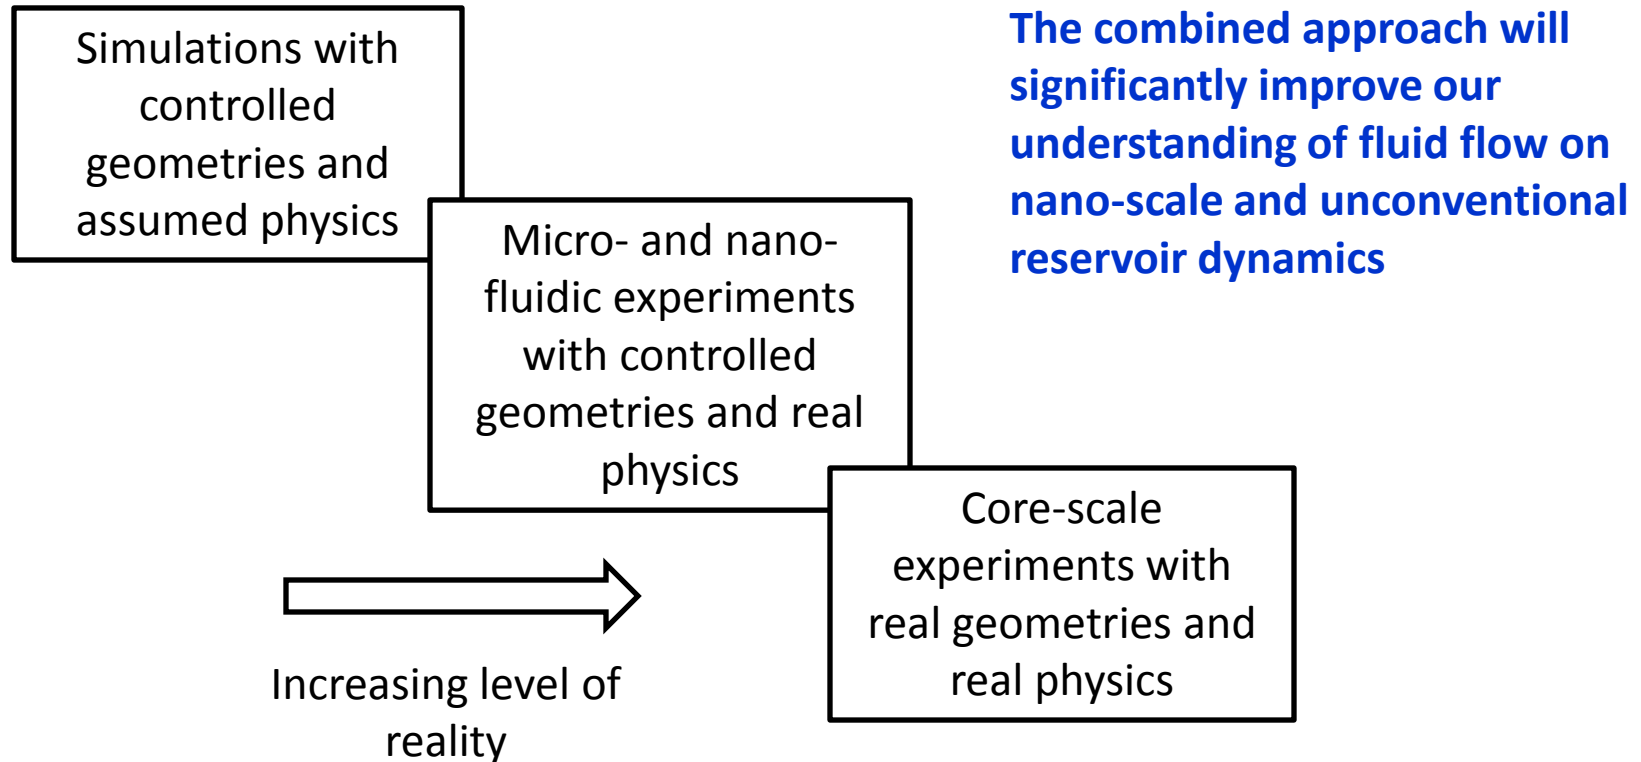 Simulations with
controlled
geometries and
assumed physics
The combined approach will
significantly improve our
understanding of fluid flow on
nano-scale and unconventional
reservoir dynamics
Micro- and nano-
fluidic experiments
with controlled
geometries and real
physics
Core-scale
experiments with
real geometries and
real physics
Increasing level of
reality